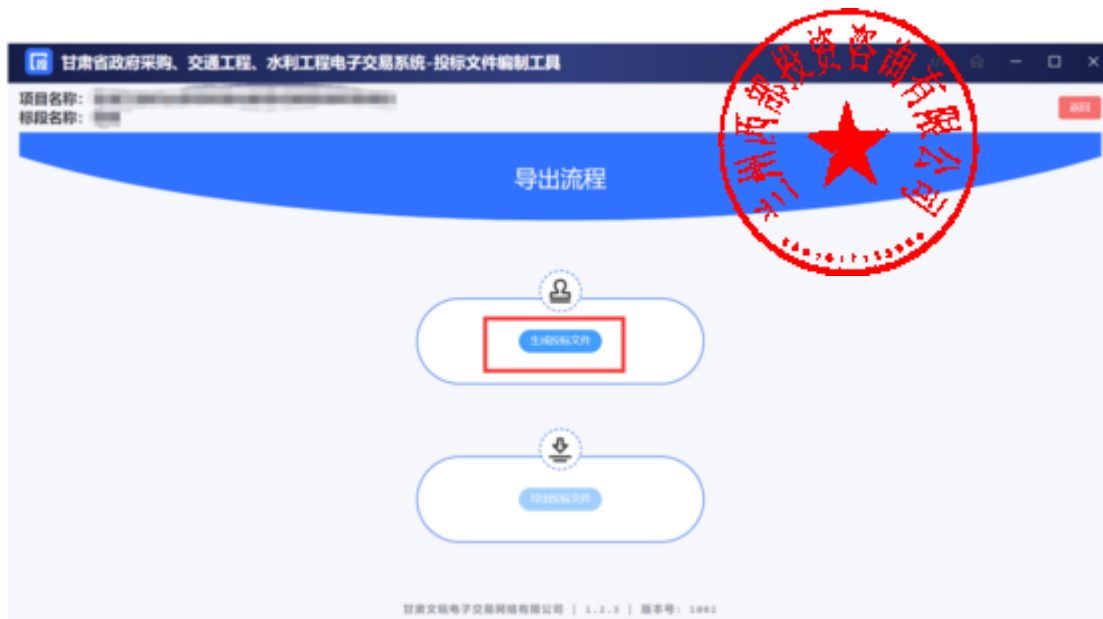 甘肃省政府采购、交通工程、水利工程电子交易系统-投标文件编制工具
项目名称:
标段名称:
返回
兰州西部投资咨询有限公司
导出流程
生成投标文件
导出投标文件
甘肃文锐电子交易网络有限公司 | 1.2.3 | 版本号: 1002